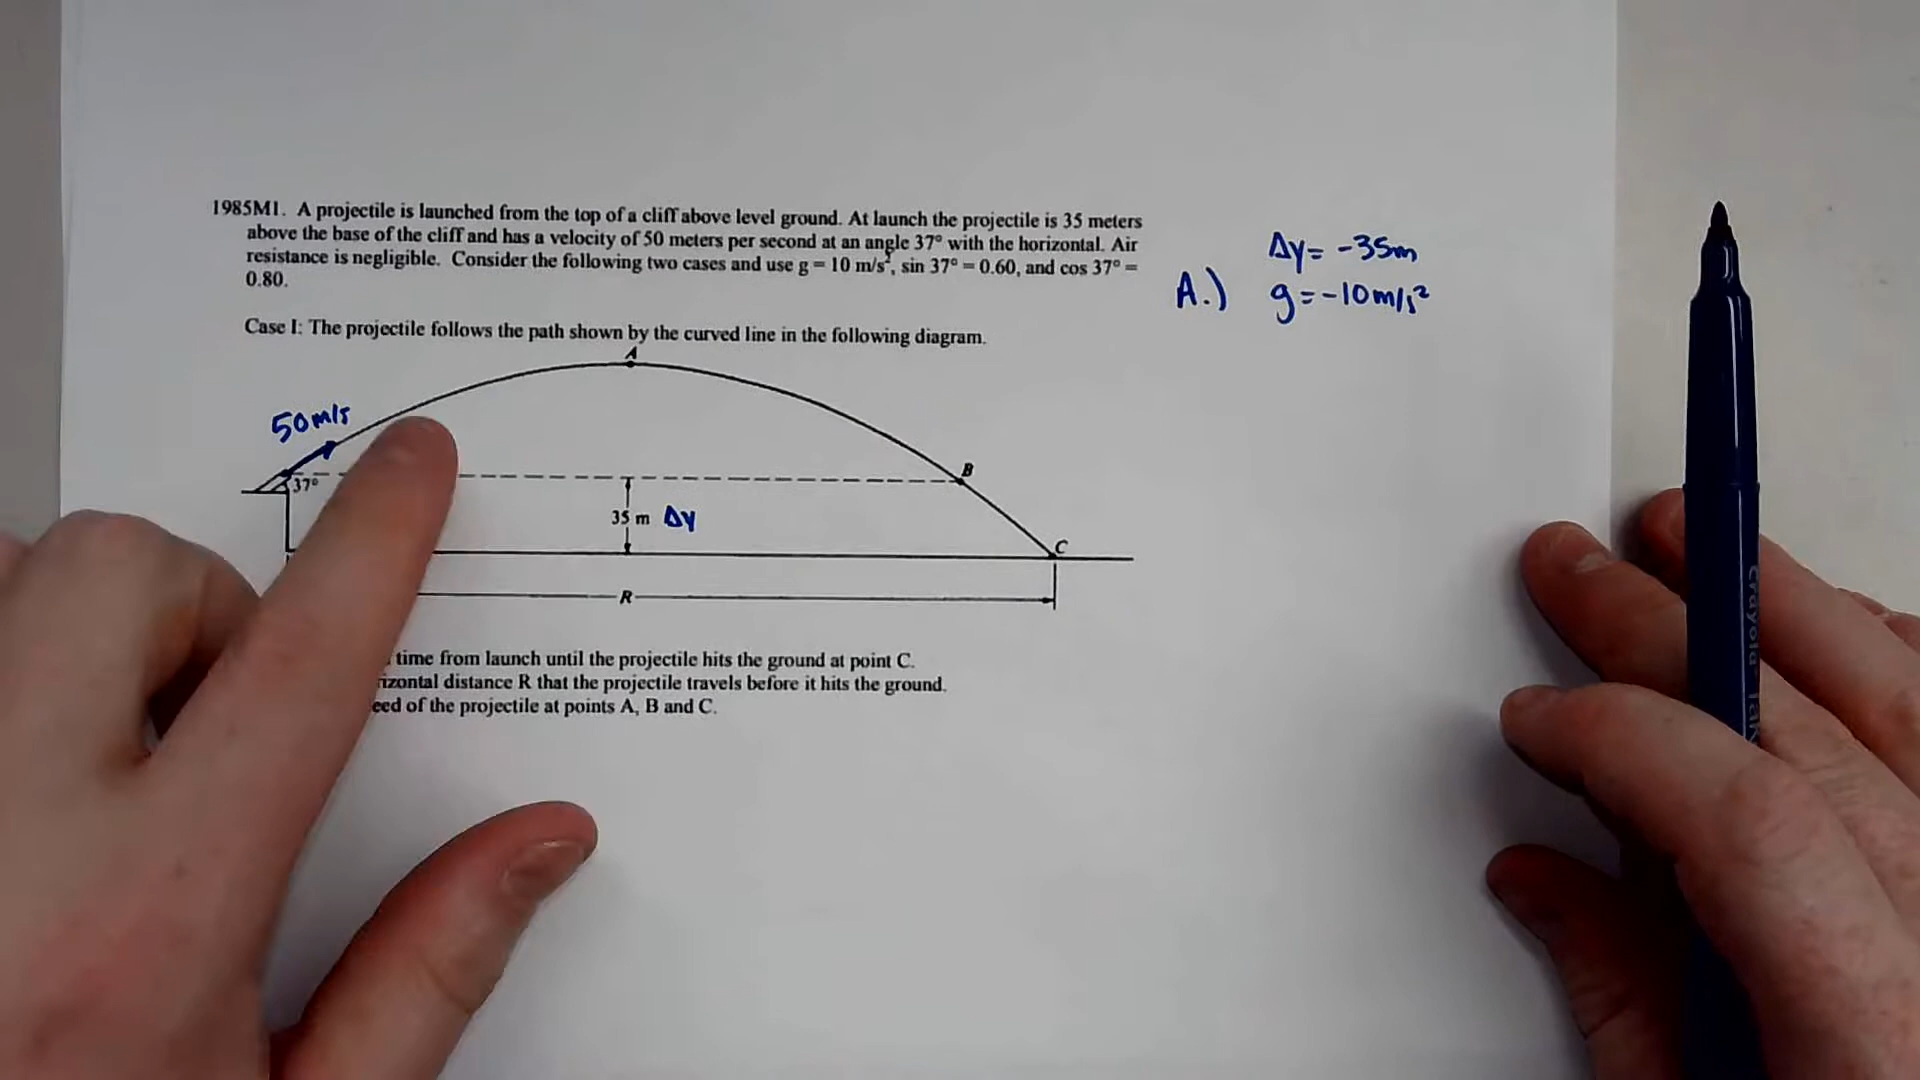 1985M1. A projectile is launched from the top of a cliff above level ground. At launch the projectile is 35 meters
above the base of the cliff and has a velocity of 50 meters per second at an angle 37° with the horizontal. Air
resistance is negligible. Consider the following two cases and use g = 10 m/s², sin 37° = 0.60, and cos 37° =
0.80.
Δy = -35m
A.) g = -10m/s²
Case I: The projectile follows the path shown by the curved line in the following diagram.
A
50m/s
B
37°
35 m Δy
C
R
time from launch until the projectile hits the ground at point C.
distance R that the projectile travels before it hits the ground.
of the projectile at points A, B and C.
crayola